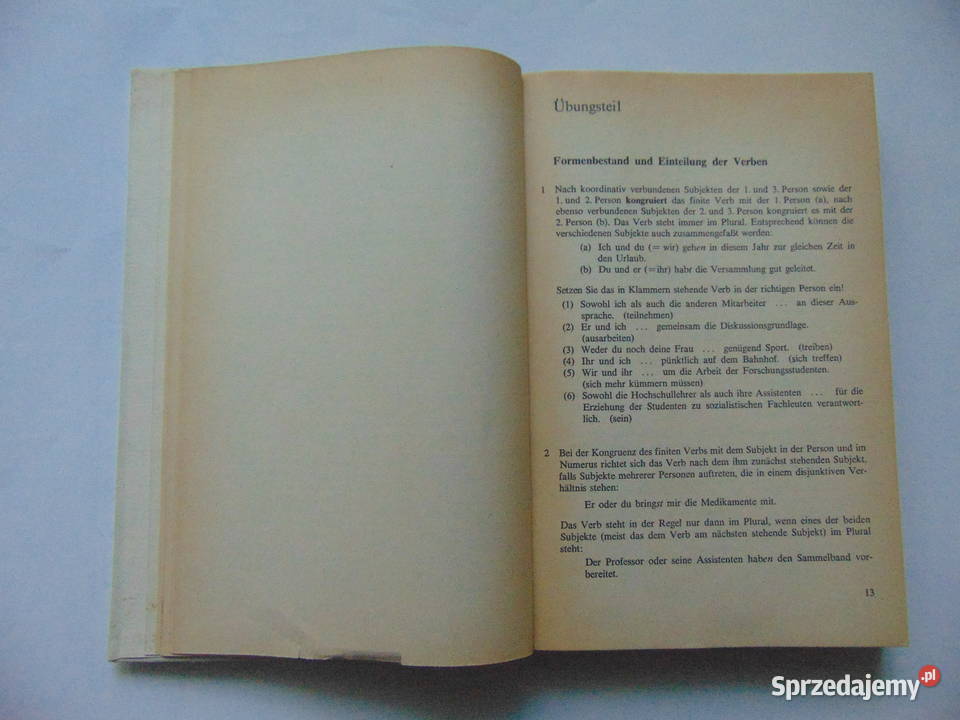 Übungsteil
Formenbestand und Einteilung der Verben
1 Nach koordinativ verbundenen Subjekten der 1. und 3. Person sowie der
1. und 2. Person kongruiert das finite Verb mit der 1. Person (a), nach
ebenso verbundenen Subjekten der 2. und 3. Person kongruiert es mit der
2. Person (b). Das Verb steht immer im Plural. Entsprechend können die
verschiedenen Subjekte auch zusammengefaßt werden:
(a) Ich und du (= wir) gehen in diesem Jahr zur gleichen Zeit in
den Urlaub.
(b) Du und er (=ihr) habt die Versammlung gut geleitet.
Setzen Sie das in Klammern stehende Verb in der richtigen Person ein!
(1) Sowohl ich als auch die anderen Mitarbeiter ... an dieser Aus-
sprache. (teilnehmen)
(2) Er und ich ... gemeinsam die Diskussionsgrundlage.
(ausarbeiten)
(3) Weder du noch deine Frau ... genügend Sport. (treiben)
(4) Ihr und ich ... pünktlich auf dem Bahnhof. (sich treffen)
(5) Wir und ihr ... um die Arbeit der Forschungsstudenten.
(sich mehr kümmern müssen)
(6) Sowohl die Hochschullehrer als auch ihre Assistenten ... für die
Erziehung der Studenten zu sozialistischen Fachleuten verantwort-
lich. (sein)
2 Bei der Kongruenz des finiten Verbs mit dem Subjekt in der Person und im
Numerus richtet sich das Verb nach dem ihm zunächst stehenden Subjekt,
falls Subjekte mehrerer Personen auftreten, die in einem disjunktiven Ver-
hältnis stehen:
Er oder du bringst mir die Medikamente mit.
Das Verb steht in der Regel nur dann im Plural, wenn eines der beiden
Subjekte (meist das dem Verb am nächsten stehende Subjekt) im Plural
steht:
Der Professor oder seine Assistenten haben den Sammelband vor-
bereitet.
13
Sprzedajemy.pl